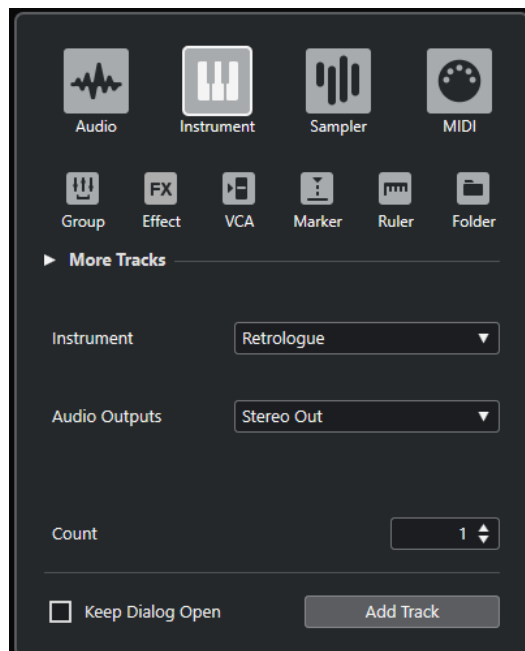 Audio Instrument Sampler MIDI
FX
Group Effect VCA Marker Ruler Folder
More Tracks
Instrument Retrologue
Audio Outputs Stereo Out
Count 1
Keep Dialog Open Add Track